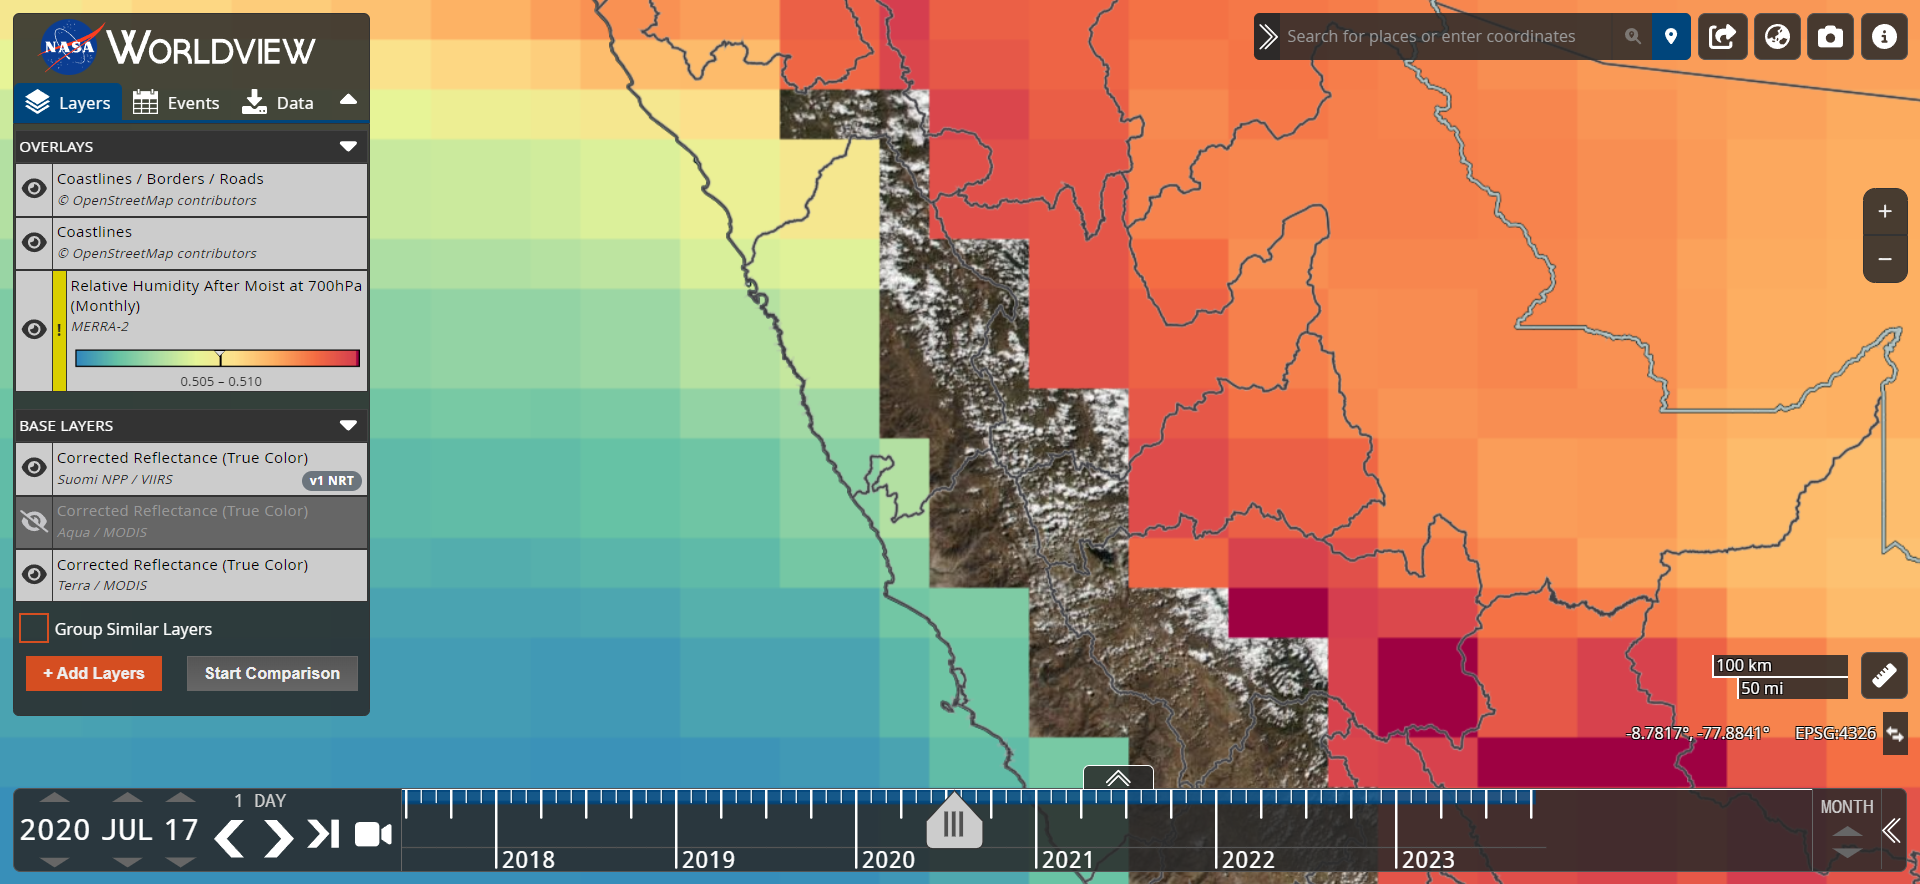 NASA WORLDVIEW
Layers
Events
Data
OVERLAYS
Coastlines / Borders / Roads
© OpenStreetMap contributors
Coastlines
© OpenStreetMap contributors
!
Relative Humidity After Moist at 700hPa
(Monthly)
MERRA-2
0.505 – 0.510
BASE LAYERS
Corrected Reflectance (True Color)
Suomi NPP / VIIRS
v1 NRT
Corrected Reflectance (True Color)
Aqua / MODIS
Corrected Reflectance (True Color)
Terra / MODIS
Group Similar Layers
+ Add Layers
Start Comparison
Search for places or enter coordinates
+
−
100 km
50 mi
-8.7817°, -77.8841°
EPSG:4326
1 DAY
2020 JUL 17
2018
2019
2020
2021
2022
2023
MONTH